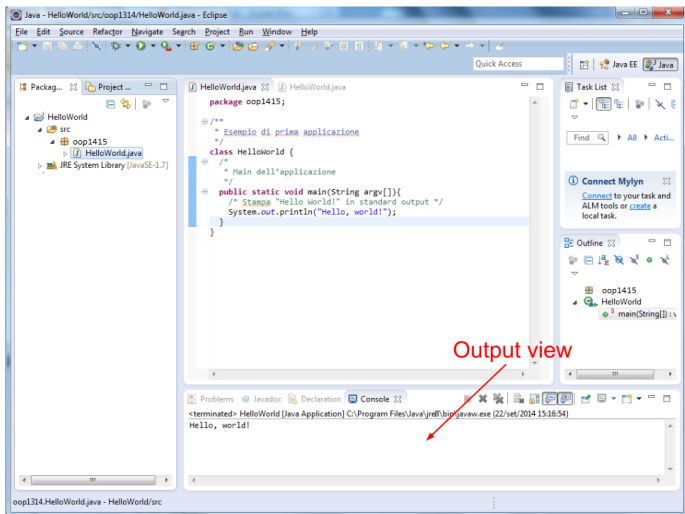 Java - HelloWorld/src/oop1314/HelloWorld.java - Eclipse
File Edit Source Refactor Navigate Search Project Run Window Help
Quick Access
Java EE
Java
Packag...
Project ...
HelloWorld
src
oop1415
HelloWorld.java
JRE System Library [JavaSE-1.7]
HelloWorld.java
HelloWorld.java
package oop1415;
/**
* Esempio di prima applicazione
*/
class HelloWorld {
/*
* Main dell'applicazione
*/
public static void main(String argv[]){
/* Stampa "Hello World!" in standard output */
System.out.println("Hello, world!");
}
}
Task List
Find
All
Acti...
Connect Mylyn
Connect to your task and
ALM tools or create a
local task.
Outline
oop1415
HelloWorld
main(String[]) : v
Output view
Problems @ Javadoc Declaration Console
<terminated> HelloWorld [Java Application] C:\Program Files\Java\jre8\bin\javaw.exe (22/set/2014 15:16:54)
Hello, world!
oop1314.HelloWorld.java - HelloWorld/src